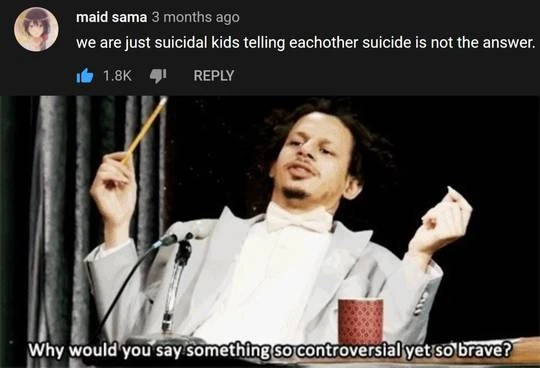 maid sama 3 months ago
we are just suicidal kids telling eachother suicide is not the answer.
1.8K REPLY
Why would you say something so controversial yet so brave?